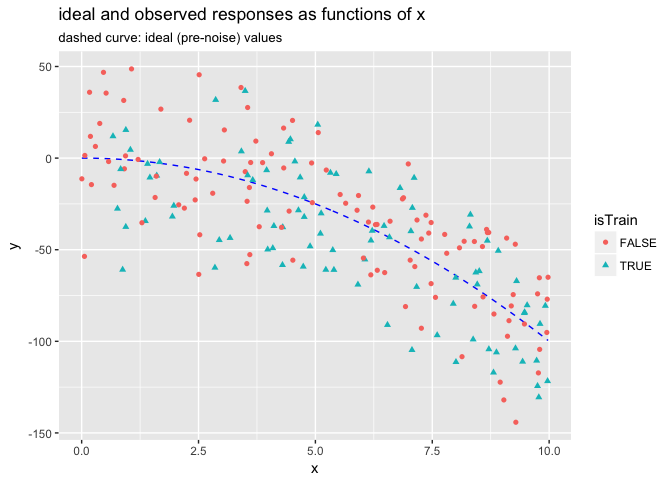 ideal and observed responses as functions of x
dashed curve: ideal (pre-noise) values
50
0
-50
-100
-150
y
0.0 2.5 5.0 7.5 10.0
x
isTrain
FALSE
TRUE